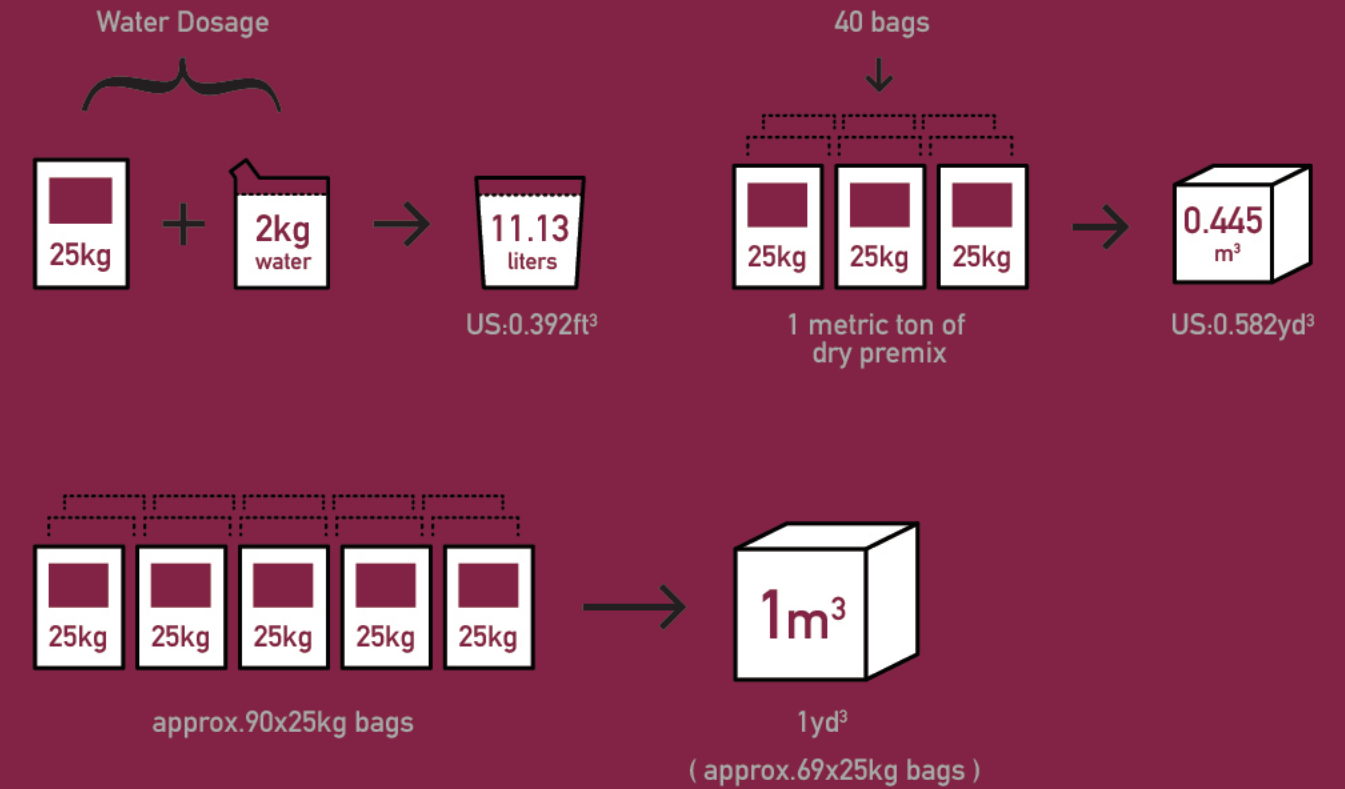 Water Dosage
25kg
+
2kg
water
11.13
liters
US:0.392ft³
40 bags
25kg
25kg
25kg
1 metric ton of
dry premix
0.445
m³
US:0.582yd³
25kg
25kg
25kg
25kg
25kg
approx.90x25kg bags
1m³
1yd³
( approx.69x25kg bags )